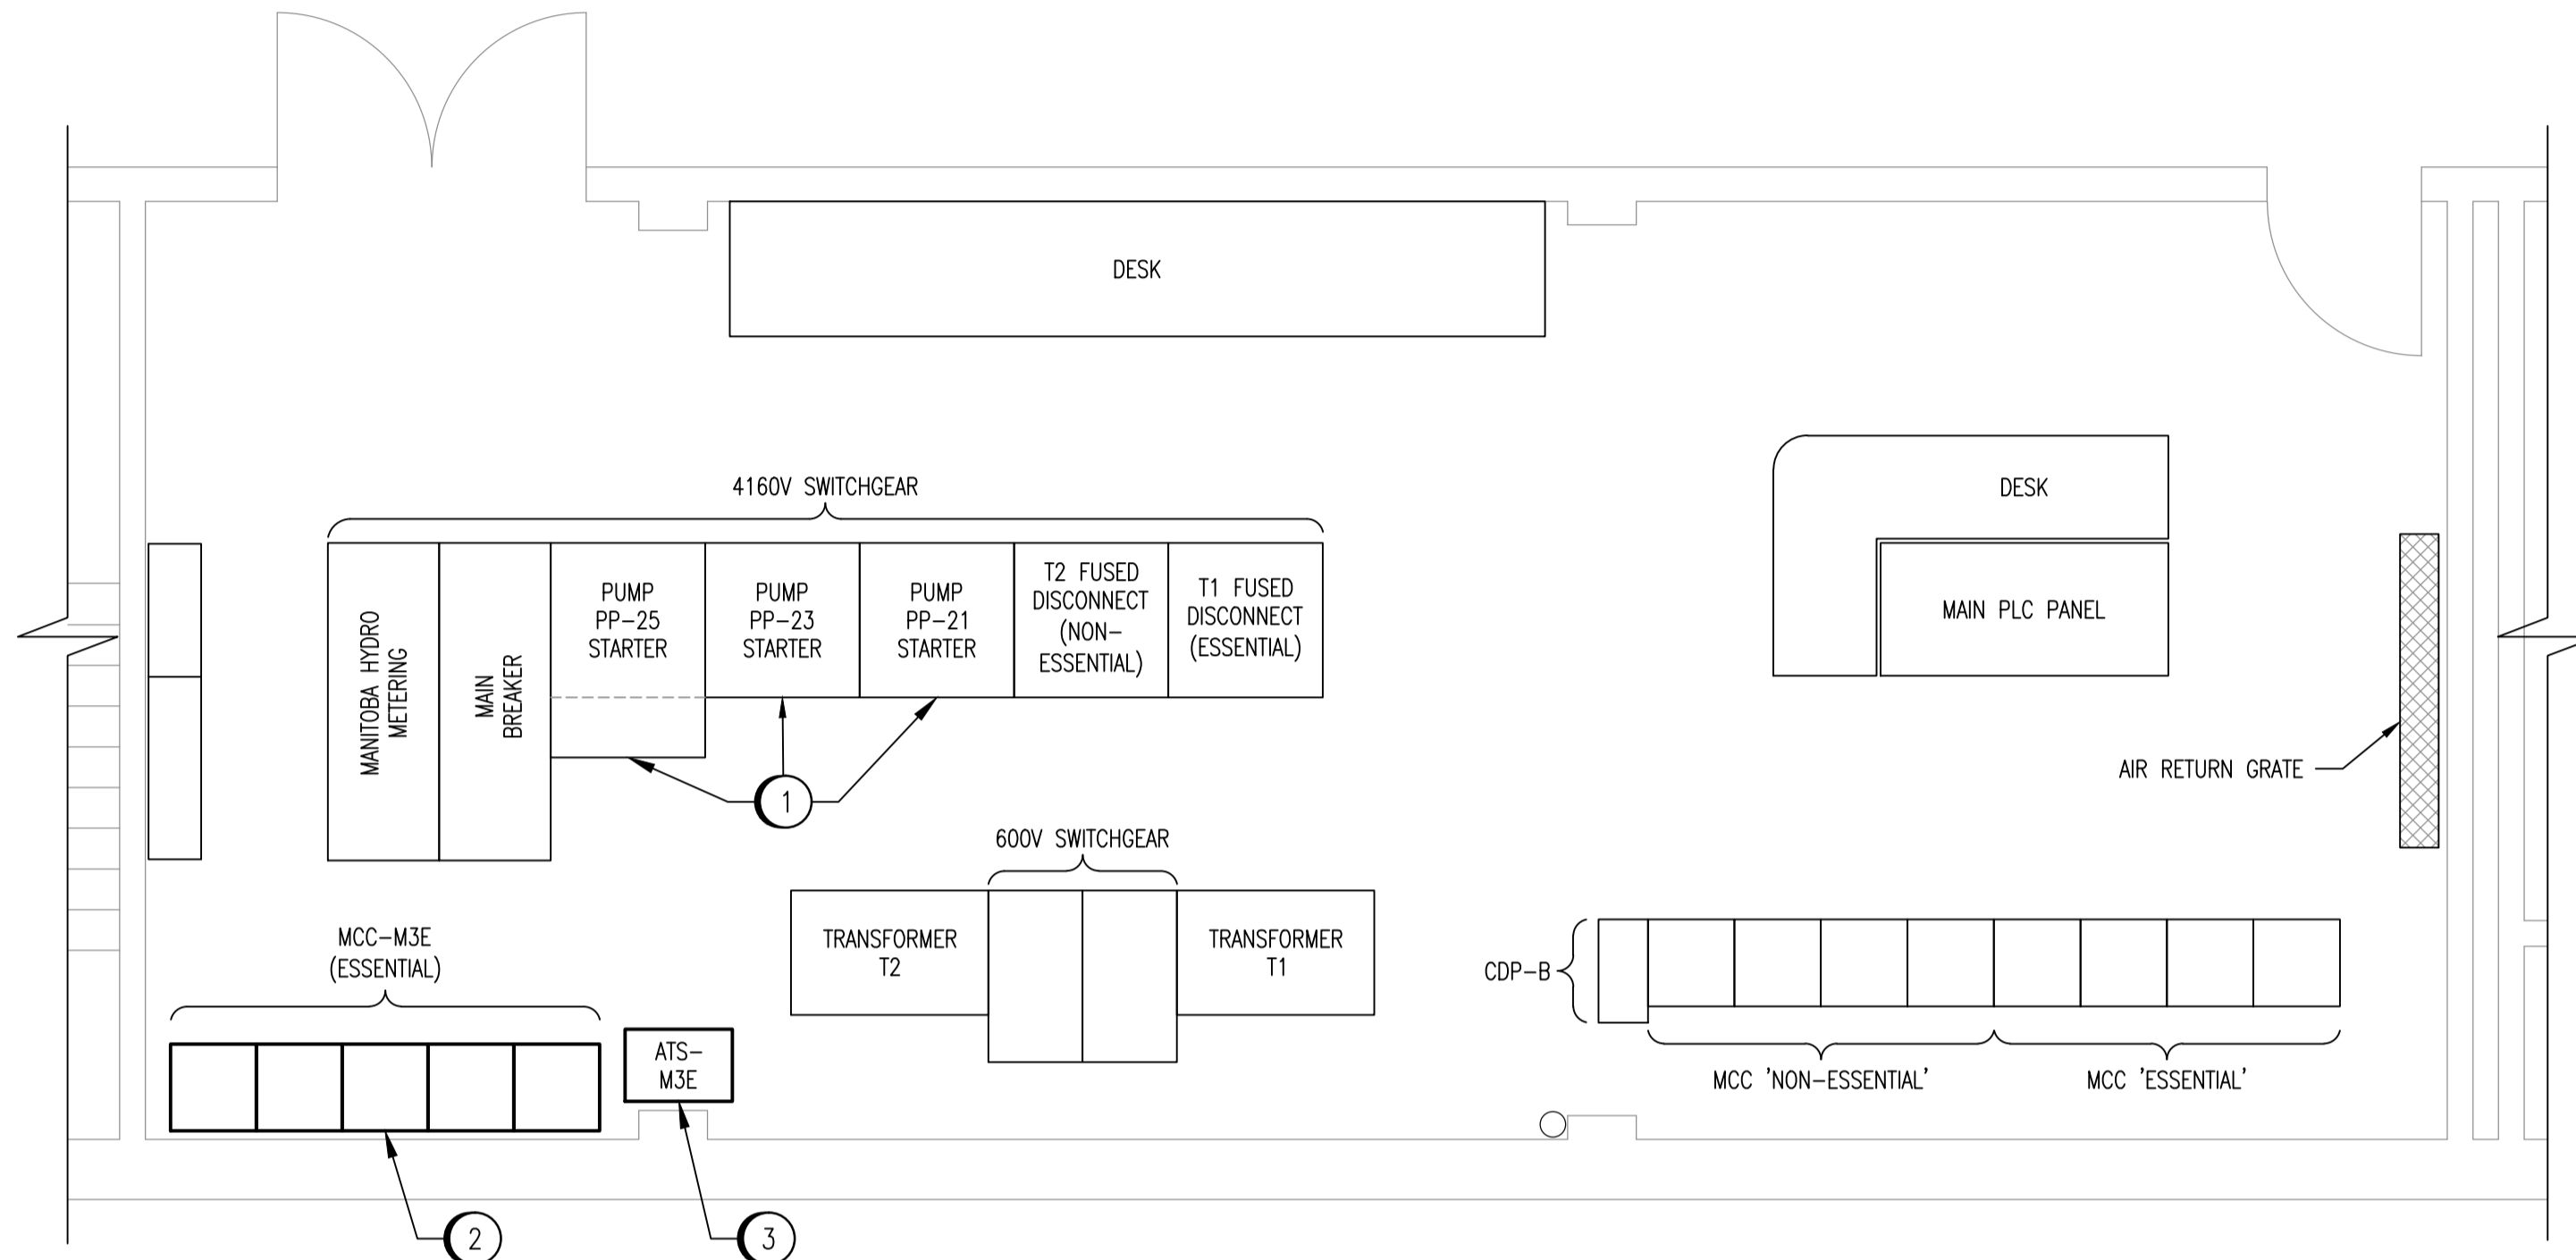 DESK
4160V SWITCHGEAR
MANITOBA HYDRO
METERING
MAIN
BREAKER
PUMP
PP-25
STARTER
PUMP
PP-23
STARTER
PUMP
PP-21
STARTER
T2 FUSED
DISCONNECT
(NON-
ESSENTIAL)
T1 FUSED
DISCONNECT
(ESSENTIAL)
DESK
MAIN PLC PANEL
AIR RETURN GRATE
1
600V SWITCHGEAR
TRANSFORMER
T2
TRANSFORMER
T1
MCC-M3E
(ESSENTIAL)
ATS-
M3E
CDP-B
MCC 'NON-ESSENTIAL'
MCC 'ESSENTIAL'
2
3